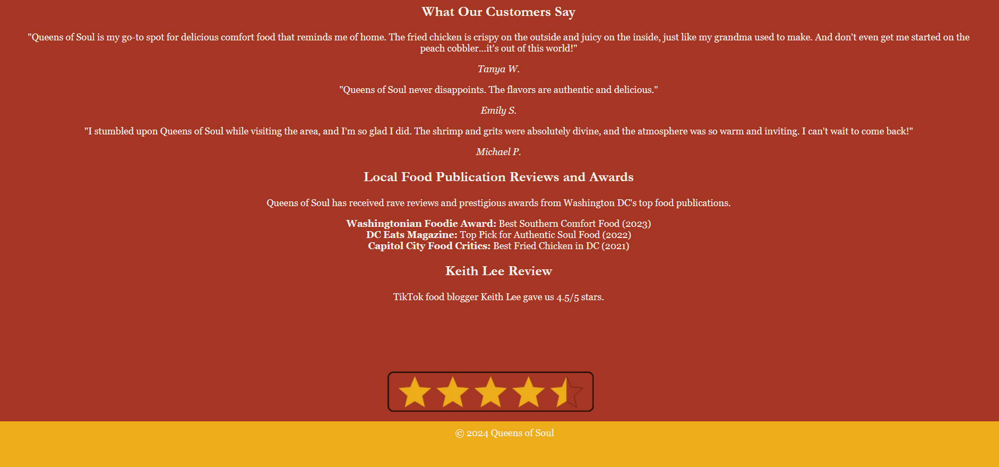 What Our Customers Say
"Queens of Soul is my go-to spot for delicious comfort food that reminds me of home. The fried chicken is crispy on the outside and juicy on the inside, just like my grandma used to make. And don't even get me started on the
peach cobbler...it's out of this world!"
Tanya W.
"Queens of Soul never disappoints. The flavors are authentic and delicious."
Emily S.
"I stumbled upon Queens of Soul while visiting the area, and I'm so glad I did. The shrimp and grits were absolutely divine, and the atmosphere was so warm and inviting. I can't wait to come back!"
Michael P.
Local Food Publication Reviews and Awards
Queens of Soul has received rave reviews and prestigious awards from Washington DC's top food publications.
Washingtonian Foodie Award: Best Southern Comfort Food (2023)
DC Eats Magazine: Top Pick for Authentic Soul Food (2022)
Capitol City Food Critics: Best Fried Chicken in DC (2021)
Keith Lee Review
TikTok food blogger Keith Lee gave us 4.5/5 stars.
© 2024 Queens of Soul